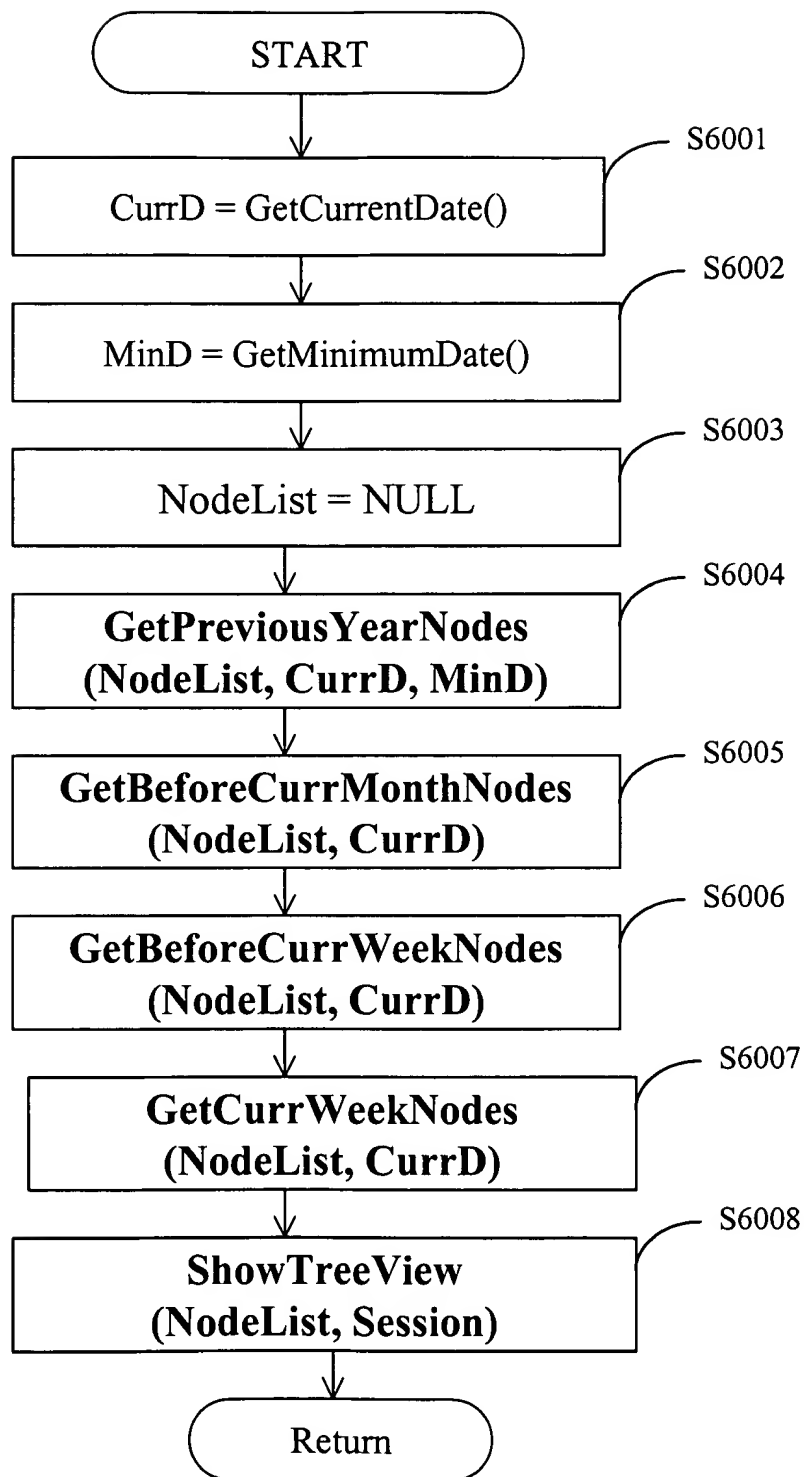 START
S6001
CurrD = GetCurrentDate()
S6002
MinD = GetMinimumDate()
S6003
NodeList = NULL
S6004
GetPreviousYearNodes
(NodeList, CurrD, MinD)
S6005
GetBeforeCurrMonthNodes
(NodeList, CurrD)
S6006
GetBeforeCurrWeekNodes
(NodeList, CurrD)
S6007
GetCurrWeekNodes
(NodeList, CurrD)
S6008
ShowTreeView
(NodeList, Session)
Return